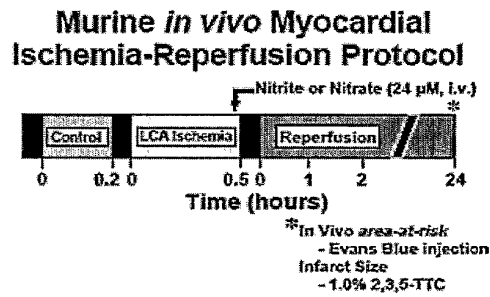 Murine in vivo Myocardial
Ischemia-Reperfusion Protocol
Nitrite or Nitrate (24 µM, i.v.)
*
Control LCA Ischemia Reperfusion
0 0.2 0 0.5 0 1 2 24
Time (hours)
*In Vivo area-at-risk
- Evans Blue injection
Infarct Size
- 1.0% 2,3,5-TTC